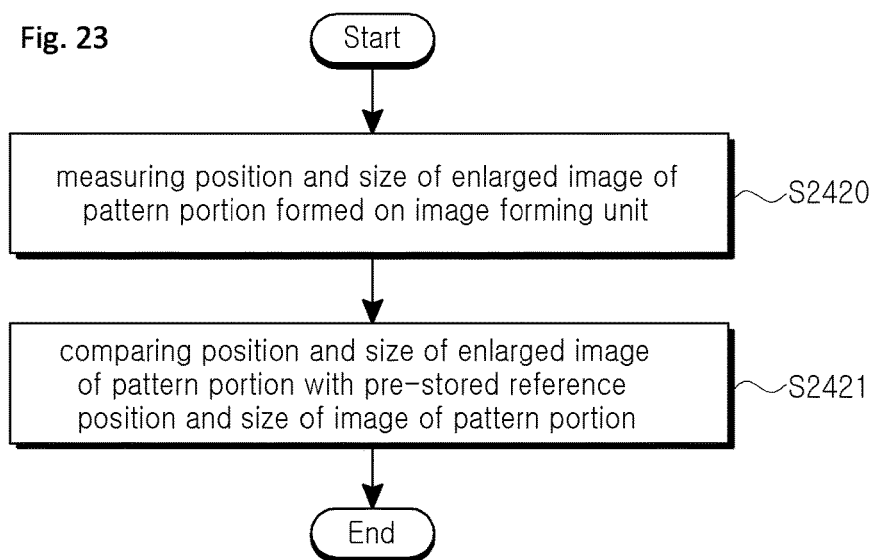 Fig. 23
Start
measuring position and size of enlarged image of
pattern portion formed on image forming unit
S2420
comparing position and size of enlarged image
of pattern portion with pre-stored reference
position and size of image of pattern portion
S2421
End